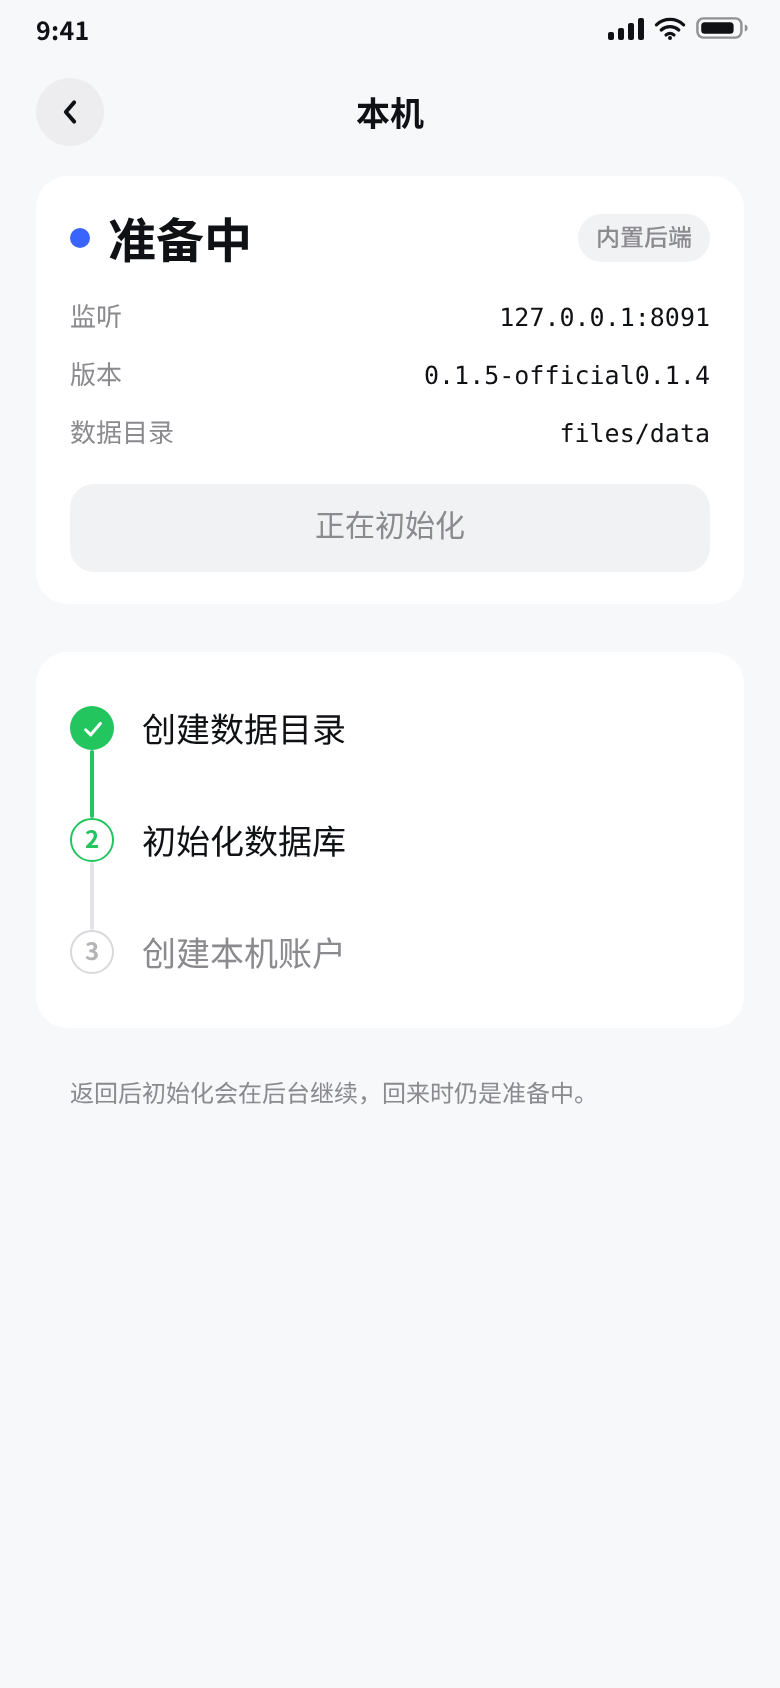 9:41
本机
准备中
内置后端
监听 127.0.0.1:8091
版本 0.1.5-official0.1.4
数据目录 files/data
正在初始化
创建数据目录
2 初始化数据库
3 创建本机账户
返回后初始化会在后台继续，回来时仍是准备中。